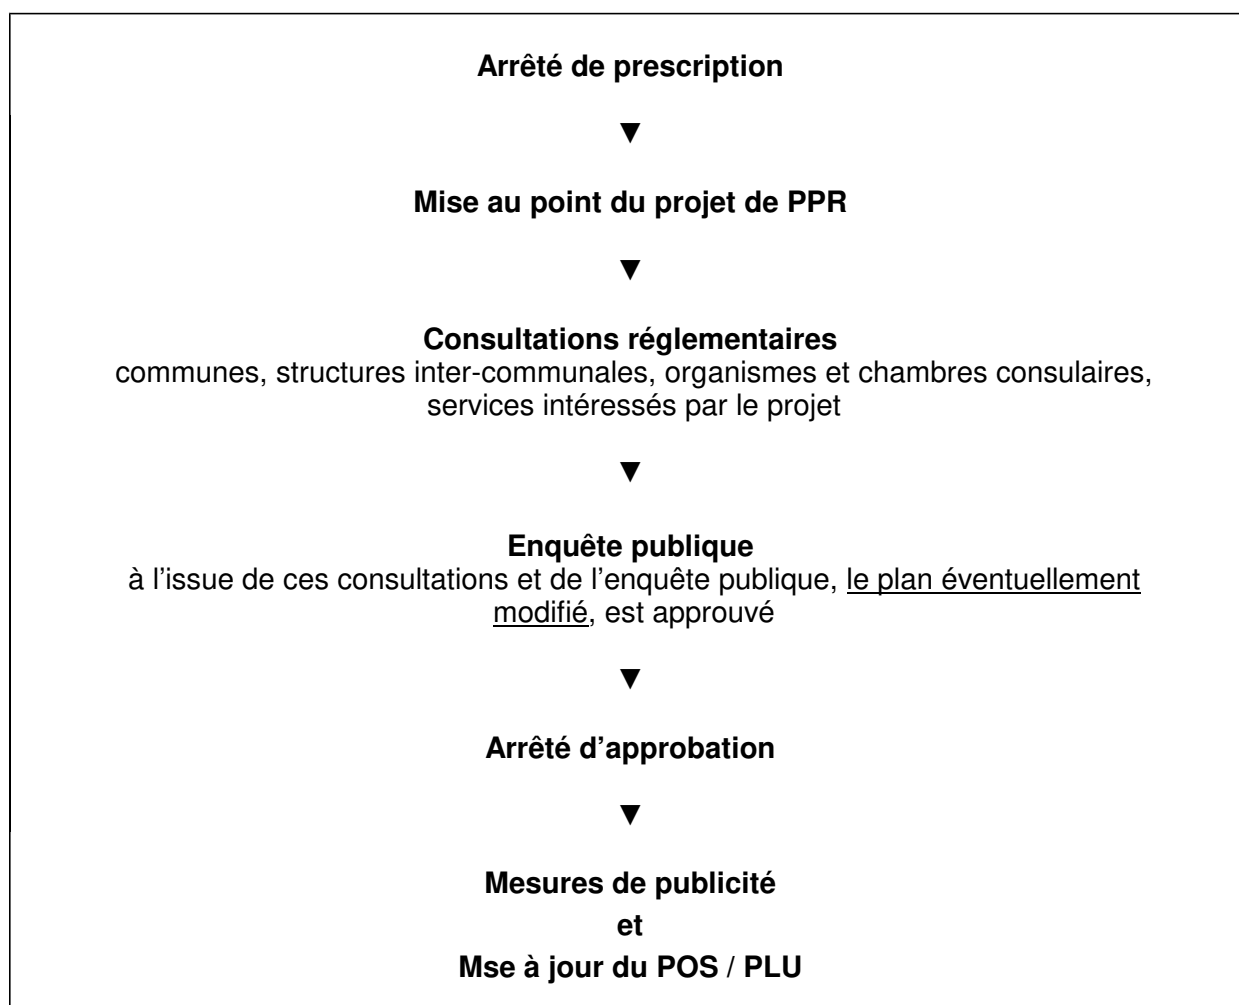 Arrêté de prescription
▼
Mise au point du projet de PPR
▼
Consultations réglementaires
communes, structures inter-communales, organismes et chambres consulaires,
services intéressés par le projet
▼
Enquête publique
à l'issue de ces consultations et de l'enquête publique, le plan éventuellement
modifié, est approuvé
▼
Arrêté d'approbation
▼
Mesures de publicité
et
Mse à jour du POS / PLU